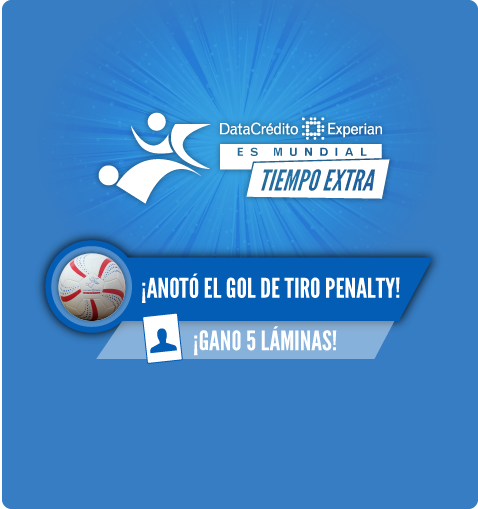 DataCrédito Experian
ES MUNDIAL
TIEMPO EXTRA
¡ANOTÓ EL GOL DE TIRO PENALTY!
¡GANO 5 LÁMINAS!